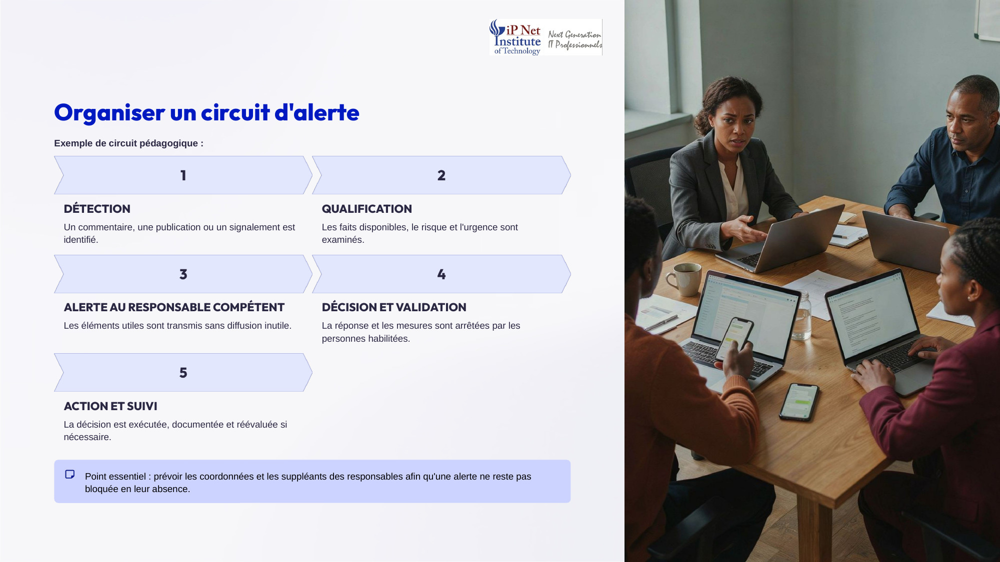 iP Net
Institute
of Technology
Next Generation
IT Professionnels
Organiser un circuit d'alerte
Exemple de circuit pédagogique :
1
DÉTECTION
Un commentaire, une publication ou un signalement est
identifié.
2
QUALIFICATION
Les faits disponibles, le risque et l'urgence sont
examinés.
3
ALERTE AU RESPONSABLE COMPÉTENT
Les éléments utiles sont transmis sans diffusion inutile.
4
DÉCISION ET VALIDATION
La réponse et les mesures sont arrêtées par les
personnes habilitées.
5
ACTION ET SUIVI
La décision est exécutée, documentée et réévaluée si
nécessaire.
Point essentiel : prévoir les coordonnées et les suppléants des responsables afin qu'une alerte ne reste pas
bloquée en leur absence.